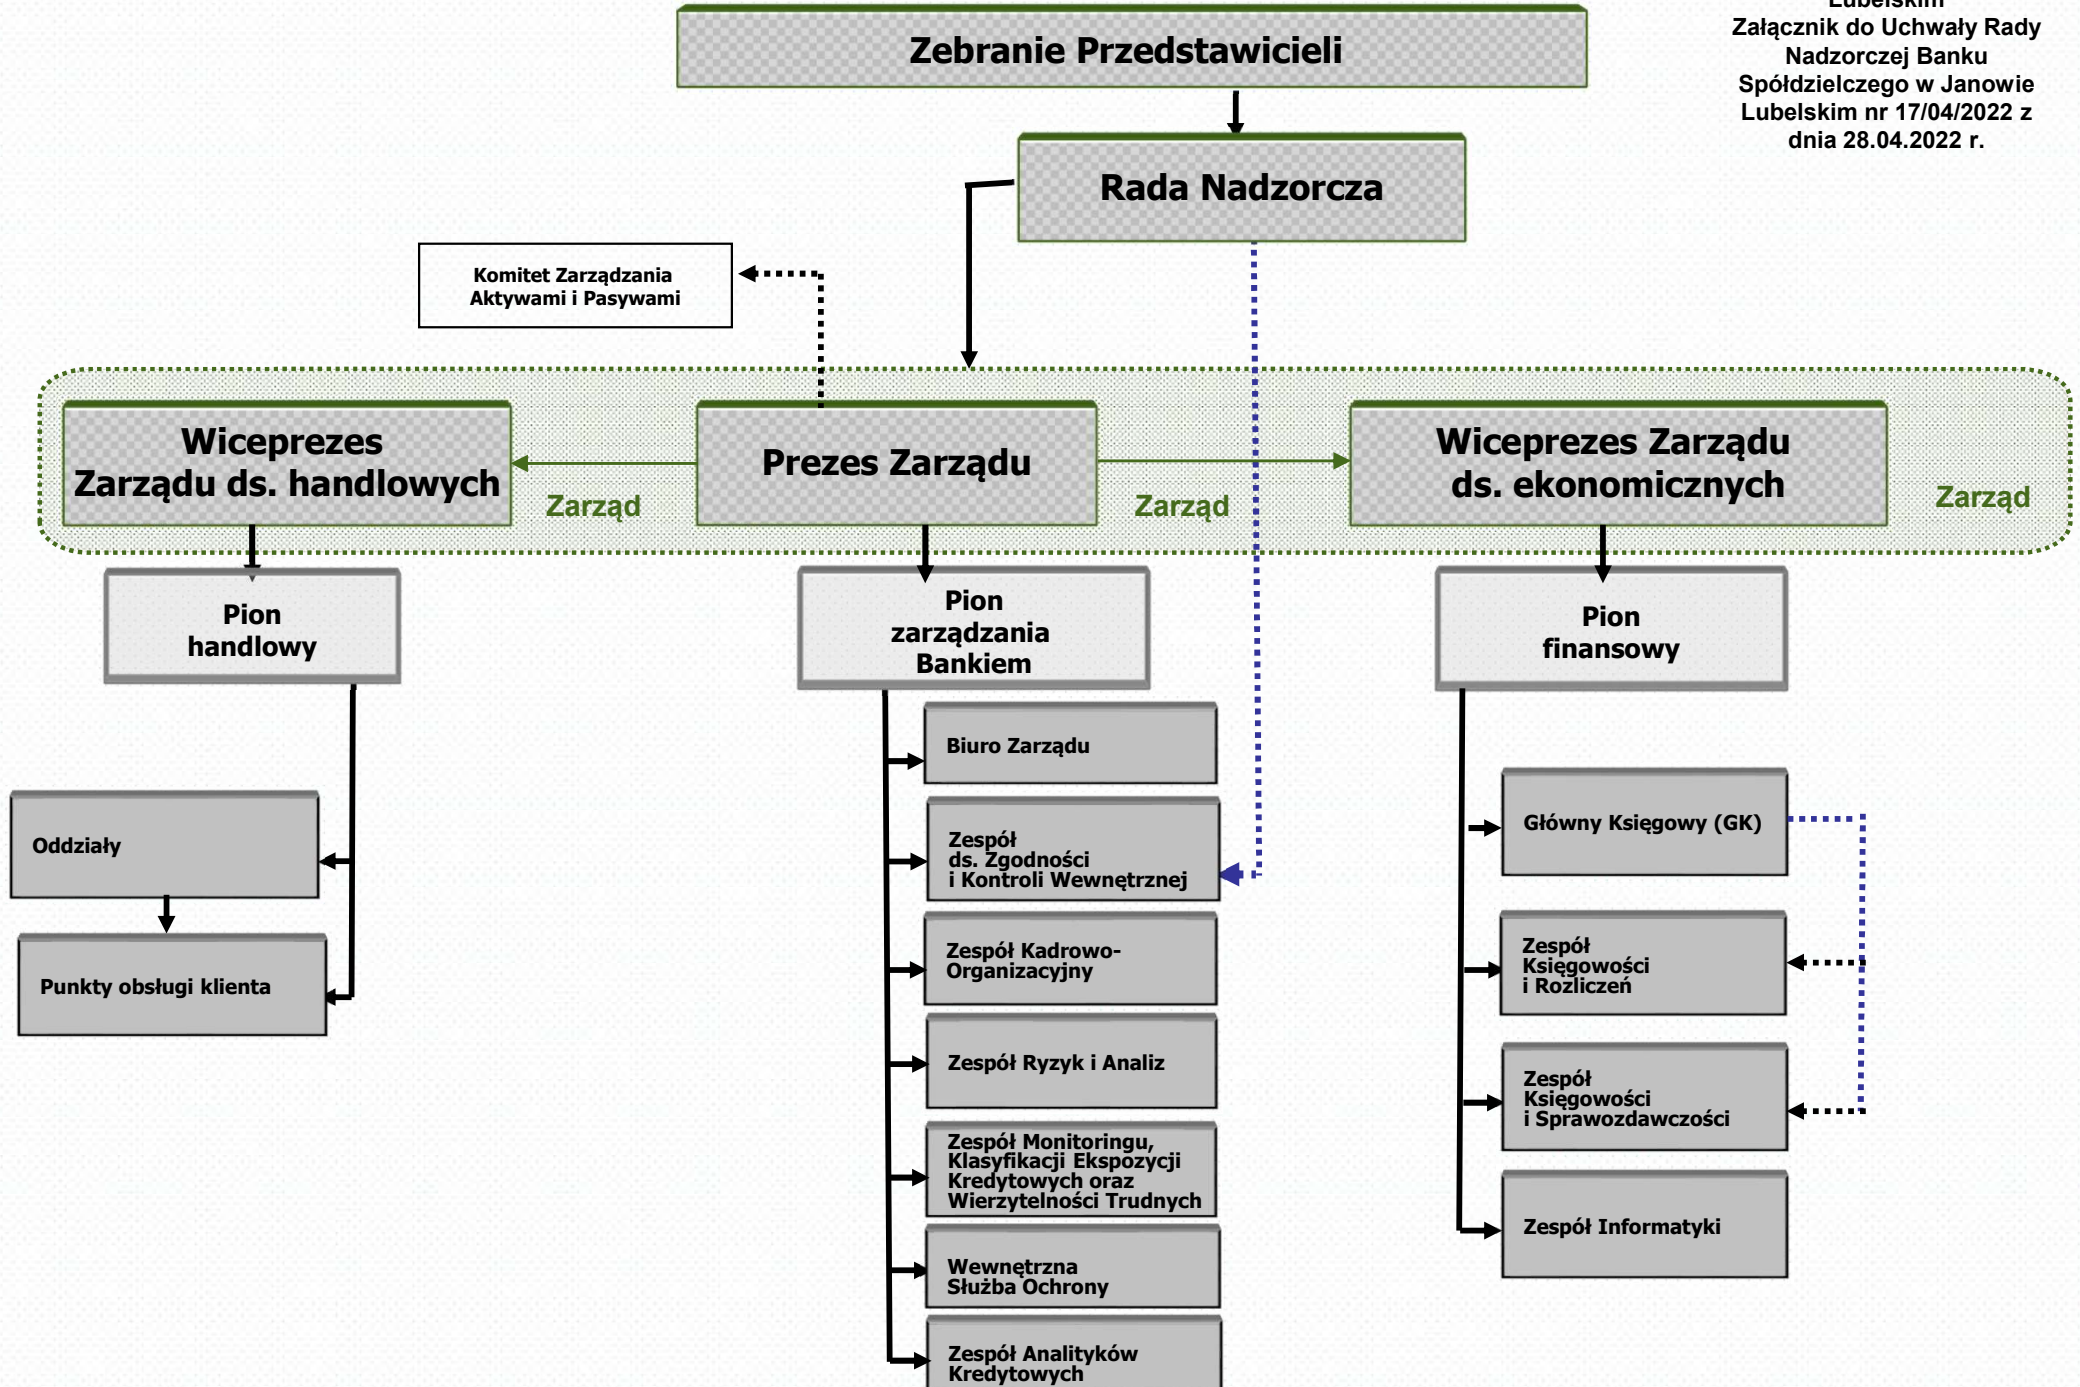 Lubelskim
Załącznik do Uchwały Rady
Nadzorczej Banku
Spółdzielczego w Janowie
Lubelskim nr 17/04/2022 z
dnia 28.04.2022 r.
Zebranie Przedstawicieli
Rada Nadzorcza
Komitet Zarządzania
Aktywami i Pasywami
Wiceprezes
Zarządu ds. handlowych
Zarząd
Prezes Zarządu
Zarząd
Wiceprezes Zarządu
ds. ekonomicznych
Zarząd
Pion
handlowy
Oddziały
Punkty obsługi klienta
Pion
zarządzania
Bankiem
Biuro Zarządu
Zespół
ds. Zgodności
i Kontroli Wewnętrznej
Zespół Kadrowo-
Organizacyjny
Zespół Ryzyk i Analiz
Zespół Monitoringu,
Klasyfikacji Ekspozycji
Kredytowych oraz
Wierzytelności Trudnych
Wewnętrzna
Służba Ochrony
Zespół Analityków
Kredytowych
Pion
finansowy
Główny Księgowy (GK)
Zespół
Księgowości
i Rozliczeń
Zespół
Księgowości
i Sprawozdawczości
Zespół Informatyki